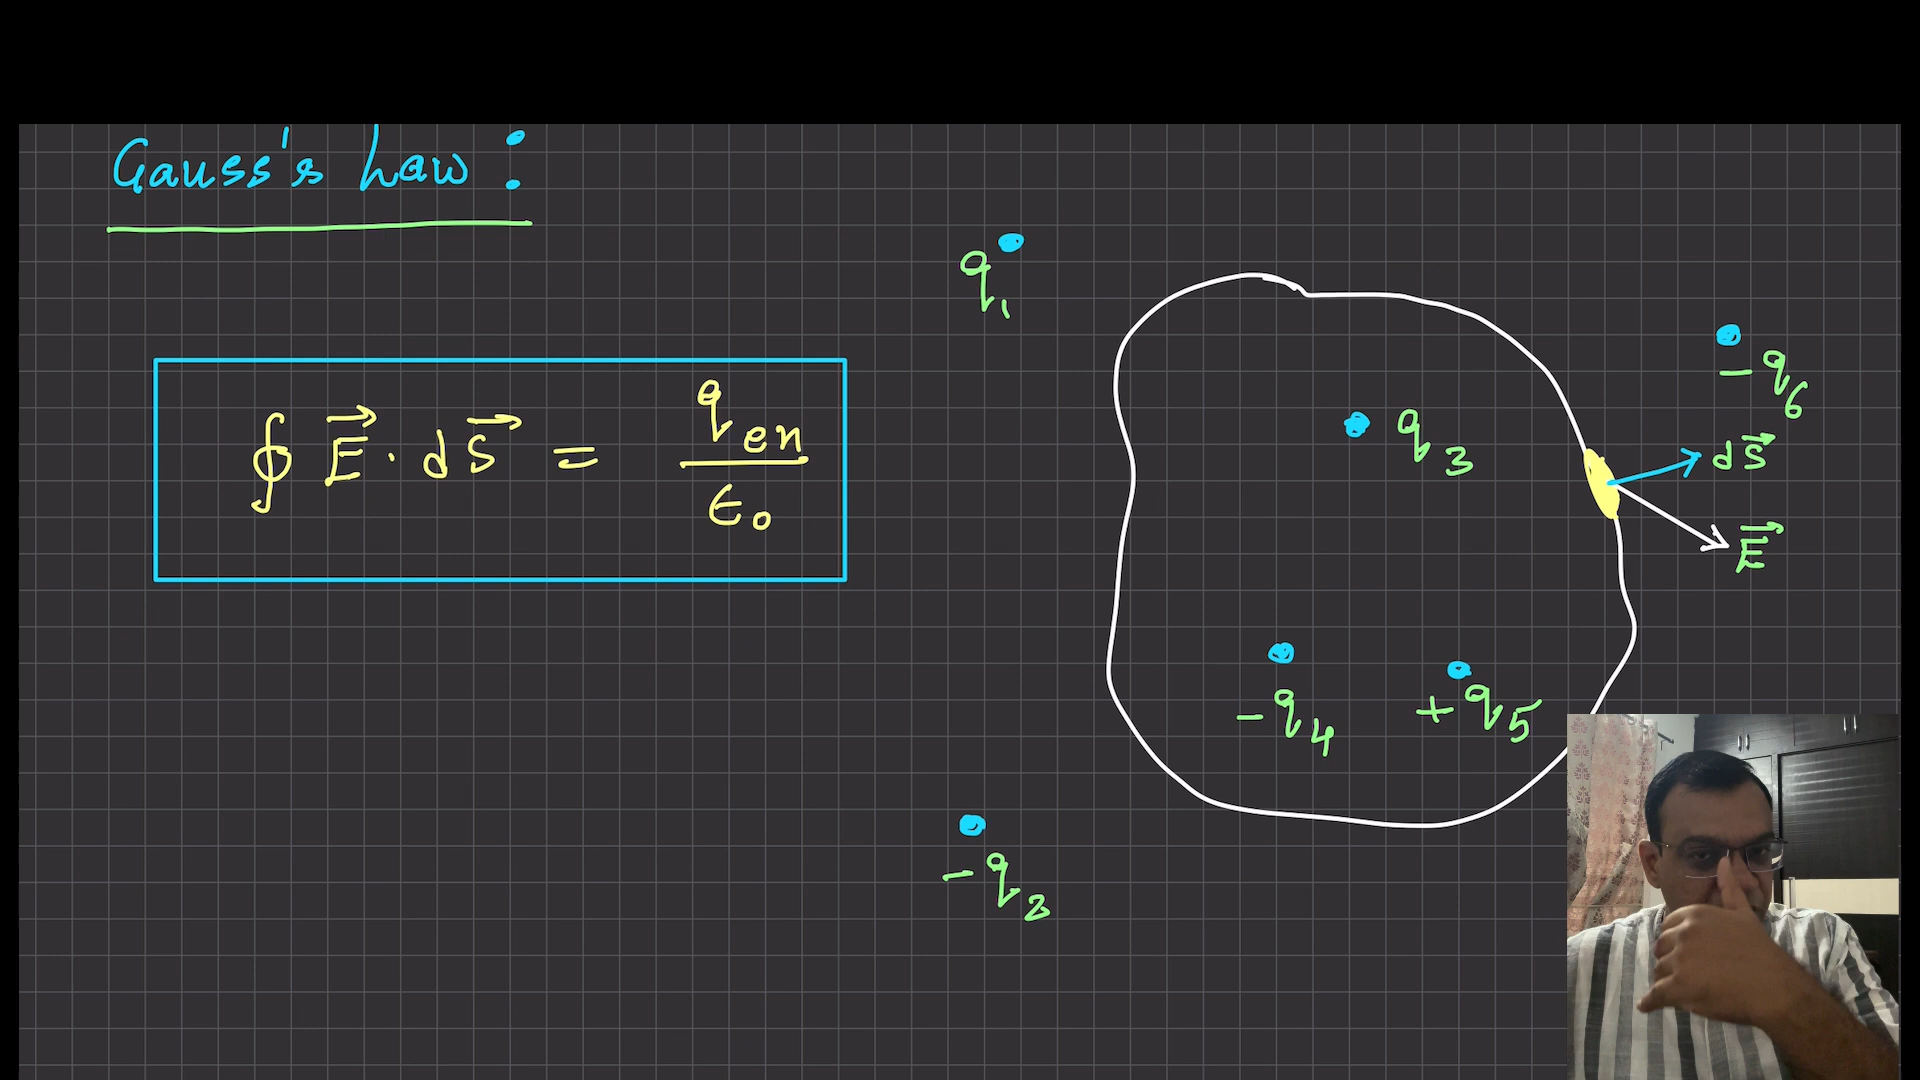 Gauss's Law :
∮ E⃗ · dS⃗ = q_en / ε₀
q₁
-q₆
q₃
dS⃗
E⃗
-q₄ +q₅
-q₂